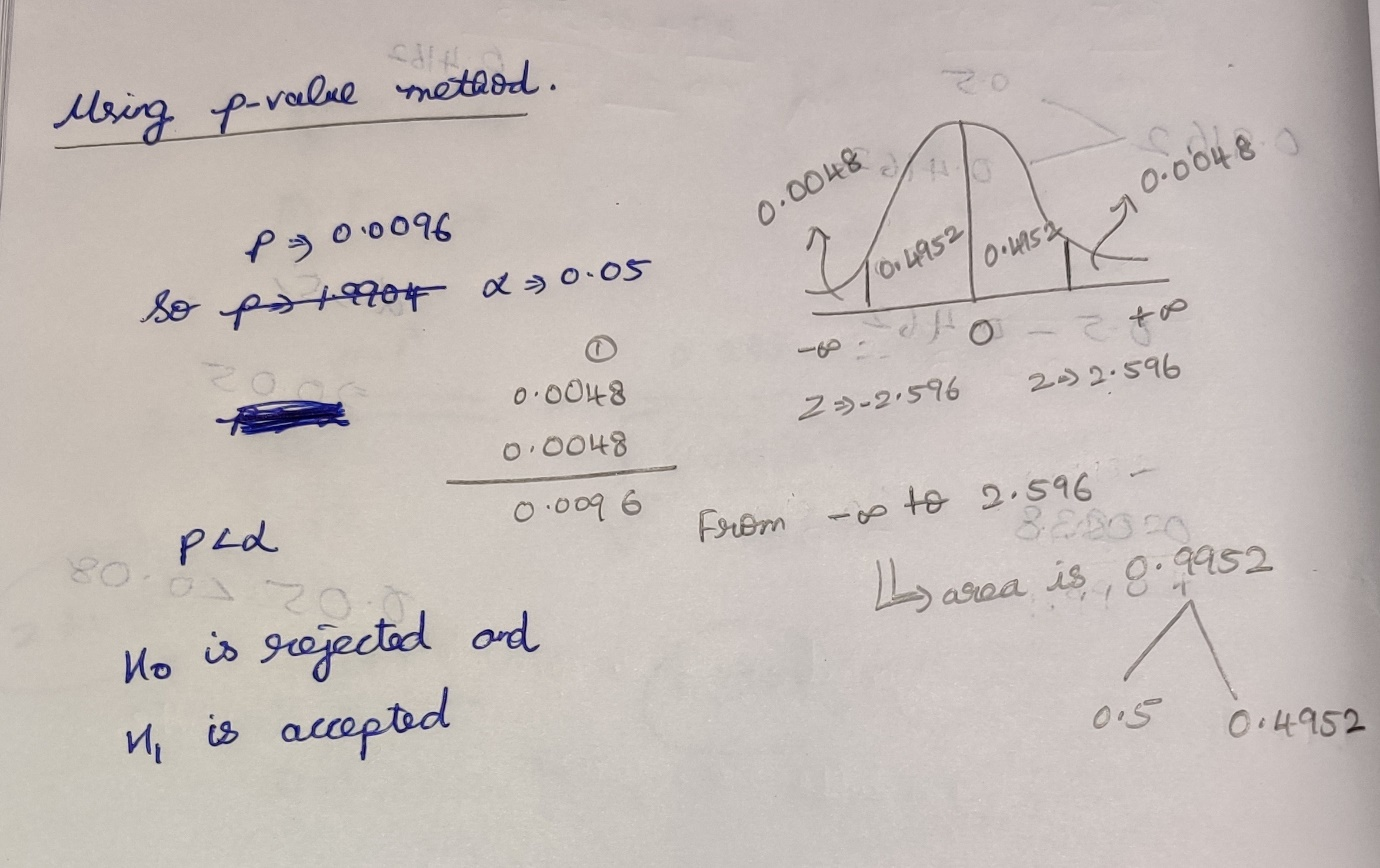 Using p-value method.
p ⇒ 0.0096
So p ⇒ 1.9904 α ⇒ 0.05
①
0.0048
0.0048
0.0096
p < α
H₀ is rejected and
H₁ is accepted
0.0048 0.0048
0.4952 0.4952
-∞ 0 +∞
Z ⇒ -2.596 Z ⇒ 2.596
From -∞ to 2.596
↳ area is 0.9952
0.5 0.4952